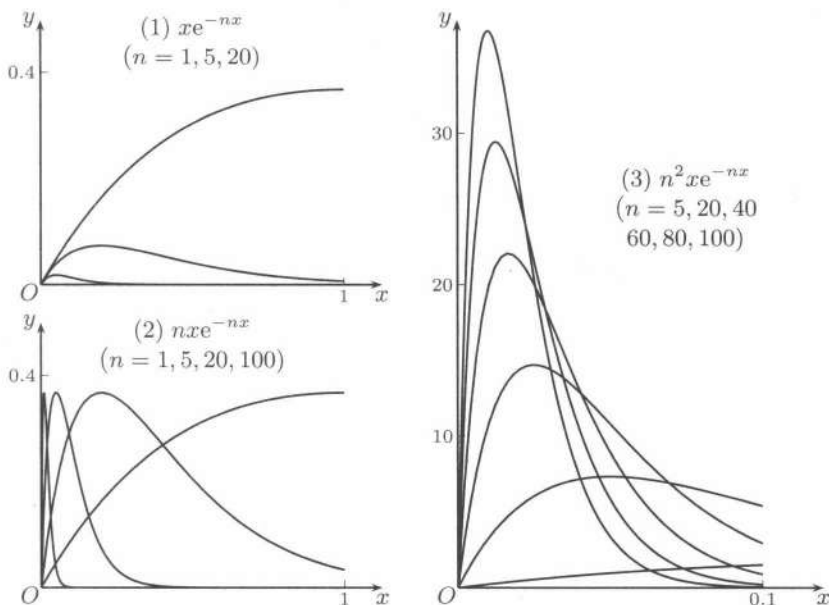 y
(1) xe⁻ⁿˣ
(n = 1, 5, 20)
0.4
O
1
x
y
(2) nxe⁻ⁿˣ
(n = 1, 5, 20, 100)
0.4
O
1
x
y
30
(3) n²xe⁻ⁿˣ
(n = 5, 20, 40
60, 80, 100)
20
10
O
0.1
x